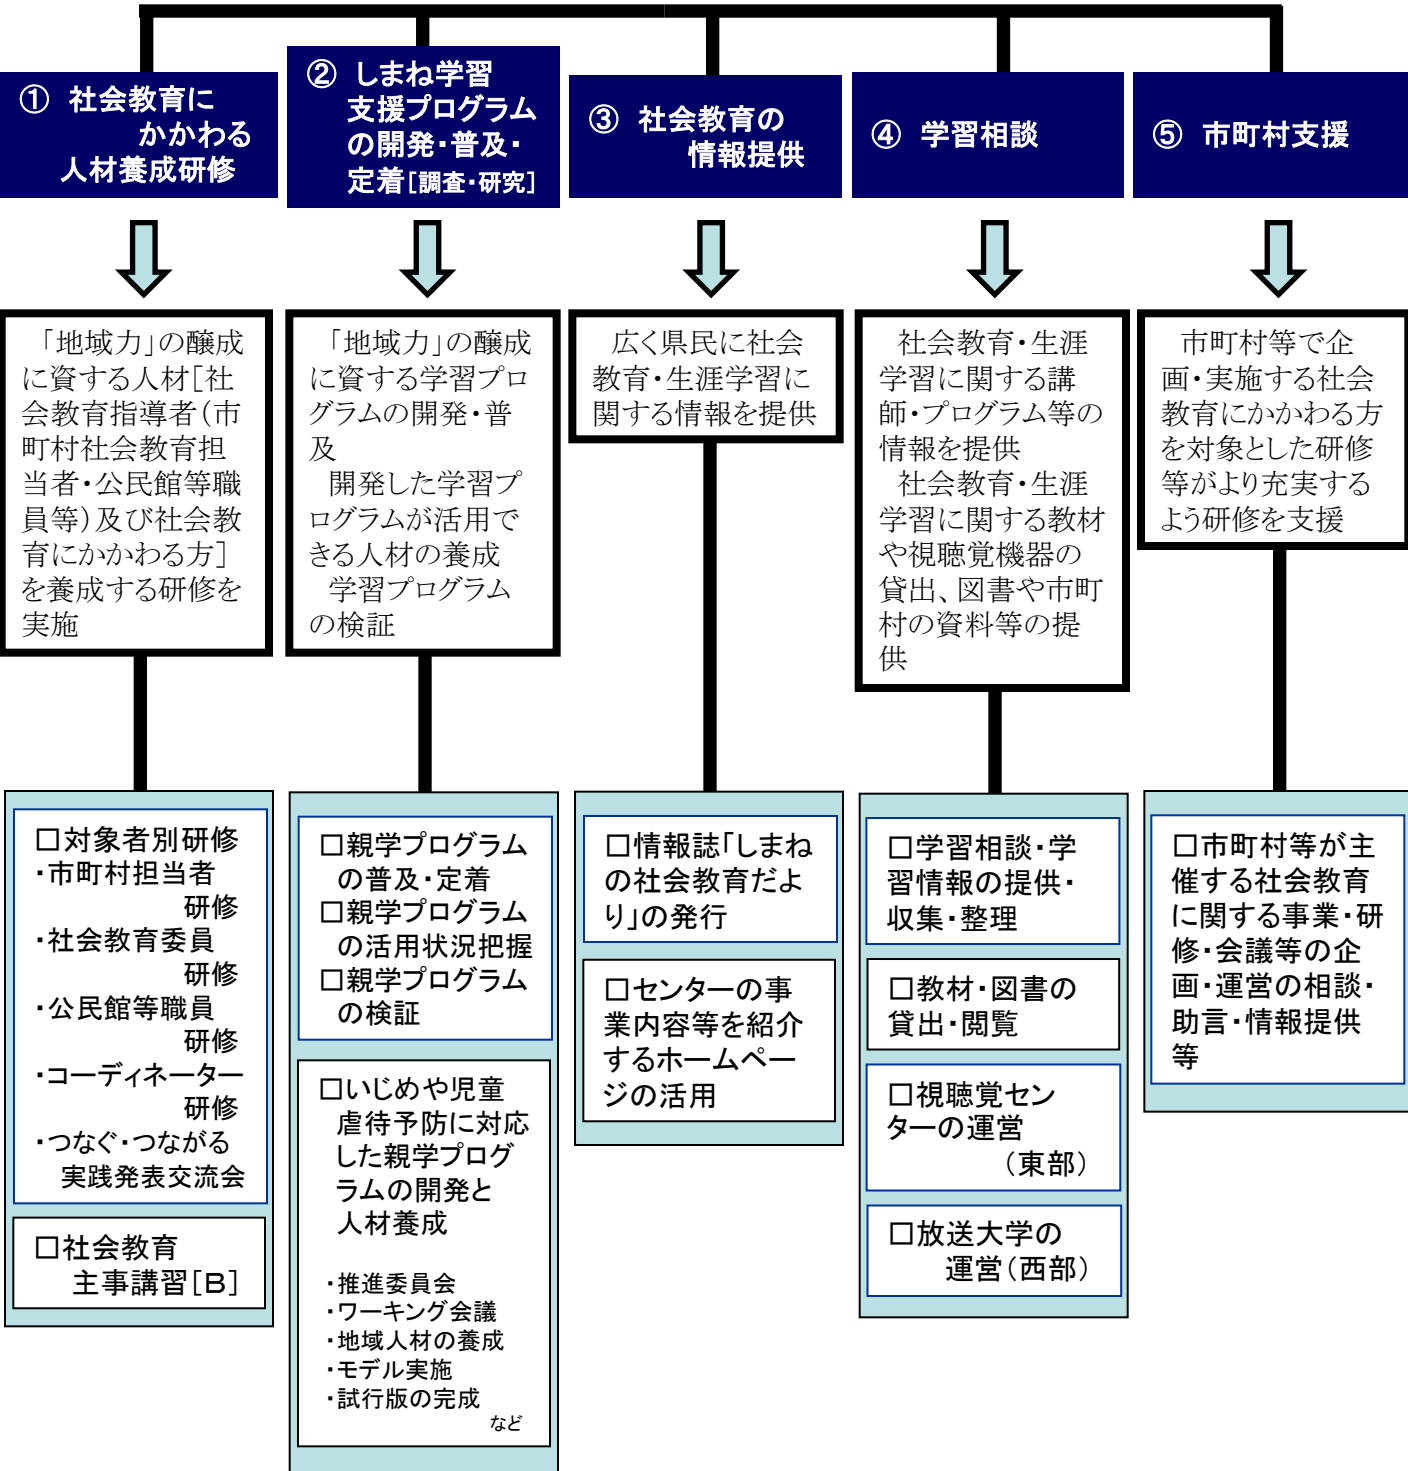 ① 社会教育に
かかわる
人材養成研修
② しまね学習
支援プログラム
の開発・普及・
定着[調査・研究]
③ 社会教育の
情報提供
④ 学習相談
⑤ 市町村支援
「地域力」の醸成
に資する人材[社
会教育指導者(市
町村社会教育担
当者・公民館等職
員等)及び社会教
育にかかわる方]
を養成する研修を
実施
「地域力」の醸成
に資する学習プロ
グラムの開発・普
及
開発した学習プ
ログラムが活用で
きる人材の養成
学習プログラム
の検証
広く県民に社会
教育・生涯学習に
関する情報を提供
社会教育・生涯
学習に関する講
師・プログラム等の
情報を提供
社会教育・生涯
学習に関する教材
や視聴覚機器の
貸出、図書や市町
村の資料等の提
供
市町村等で企
画・実施する社会
教育にかかわる方
を対象とした研修
等がより充実する
よう研修を支援
□対象者別研修
・市町村担当者
研修
・社会教育委員
研修
・公民館等職員
研修
・コーディネーター
研修
・つなぐ・つながる
実践発表交流会
□社会教育
主事講習[B]
□親学プログラム
の普及・定着
□親学プログラム
の活用状況把握
□親学プログラム
の検証
□いじめや児童
虐待予防に対応
した親学プログ
ラムの開発と
人材養成
・推進委員会
・ワーキング会議
・地域人材の養成
・モデル実施
・試行版の完成
など
□情報誌「しまね
の社会教育だよ
り」の発行
□センターの事
業内容等を紹介
するホームペー
ジの活用
□学習相談・学
習情報の提供・
収集・整理
□教材・図書の
貸出・閲覧
□視聴覚セン
ターの運営
(東部)
□放送大学の
運営(西部)
□市町村等が主
催する社会教育
に関する事業・研
修・会議等の企
画・運営の相談・
助言・情報提供
等